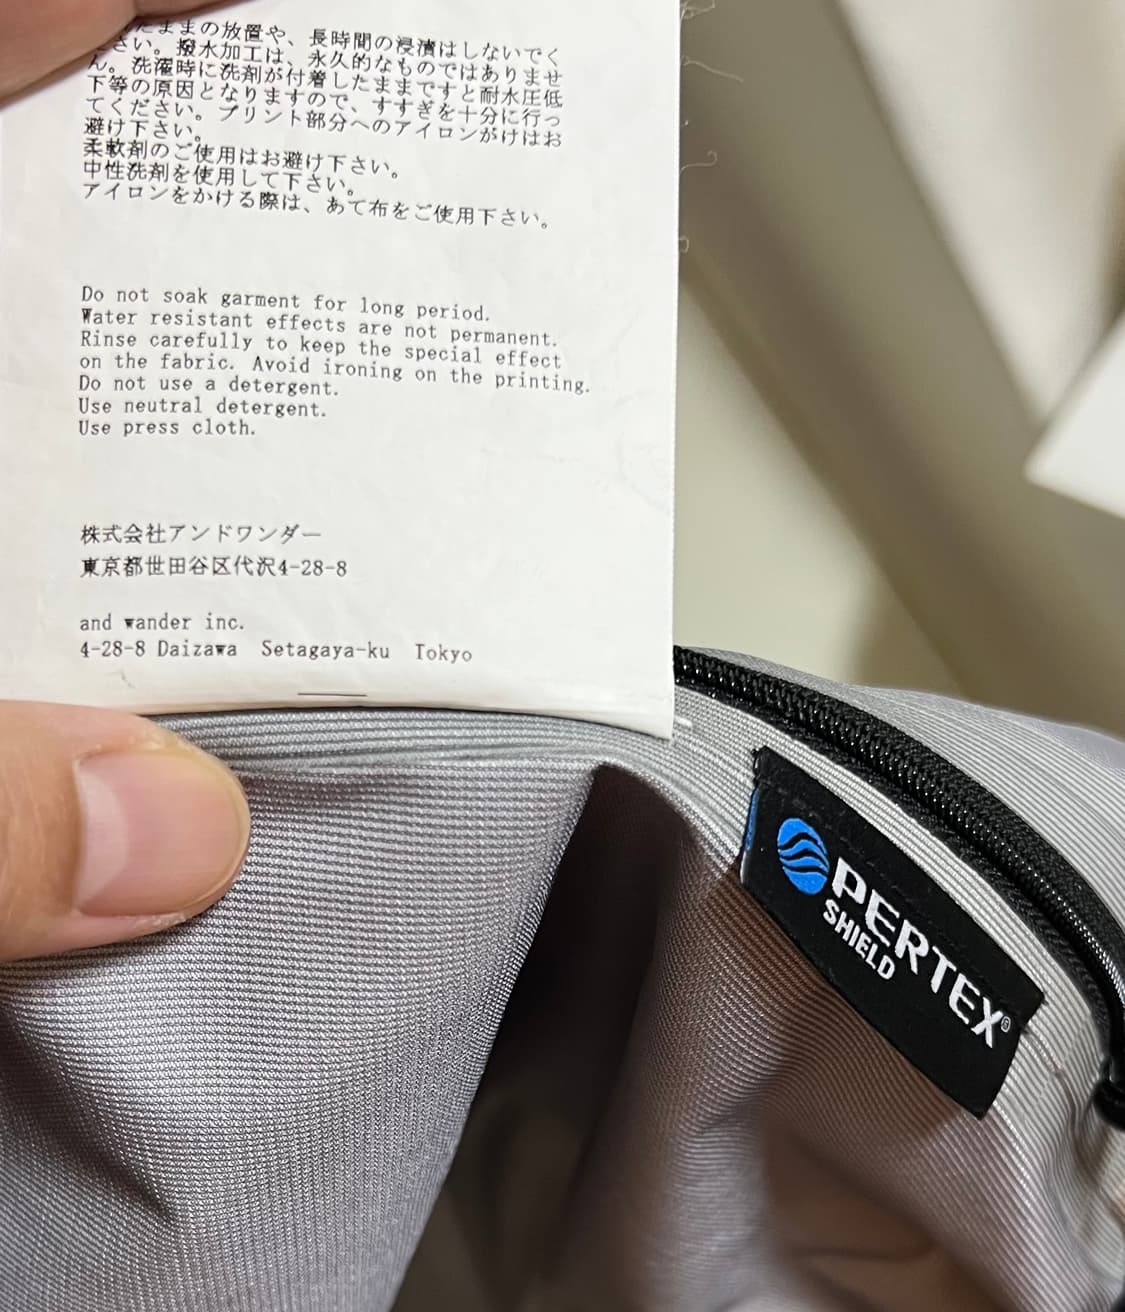 ままの放置や、長時間の浸漬はしないでく
さい。撥水加工は、永久的なものではありませ
ん。洗濯時に洗剤が付着したままですと耐水圧低
下等の原因となりますので、すすぎを十分に行っ
てください。プリント部分へのアイロンがけはお
避け下さい。
柔軟剤のご使用はお避け下さい。
中性洗剤を使用して下さい。
アイロンをかける際は、あて布をご使用下さい。
Do not soak garment for long period.
Water resistant effects are not permanent.
Rinse carefully to keep the special effect
on the fabric. Avoid ironing on the printing.
Do not use a detergent.
Use neutral detergent.
Use press cloth.
株式会社アンドワンダー
東京都世田谷区代沢4-28-8
and wander inc.
4-28-8 Daizawa Setagaya-ku Tokyo
PERTEX®
SHIELD